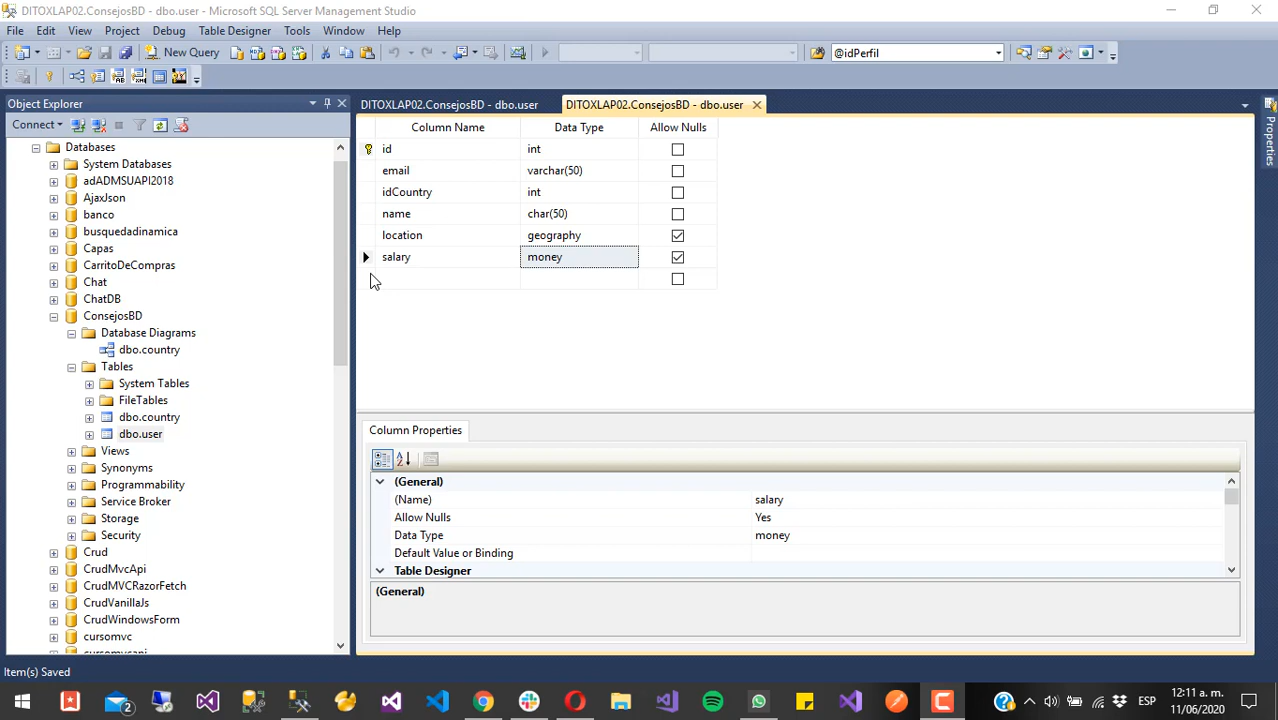 DITOXLAP02.ConsejosBD - dbo.user - Microsoft SQL Server Management Studio
File Edit View Project Debug Table Designer Tools Window Help
New Query @idPerfil
Object Explorer
Connect
Databases
System Databases
adADMSUAPI2018
AjaxJson
banco
busquedadinamica
Capas
CarritoDeCompras
Chat
ChatDB
ConsejosBD
Database Diagrams
dbo.country
Tables
System Tables
FileTables
dbo.country
dbo.user
Views
Synonyms
Programmability
Service Broker
Storage
Security
Crud
CrudMvcApi
CrudMVCRazorFetch
CrudVanillaJs
CrudWindowsForm
cursomvc
cursomvcapi
DITOXLAP02.ConsejosBD - dbo.user DITOXLAP02.ConsejosBD - dbo.user
Column Name Data Type Allow Nulls
id int
email varchar(50)
idCountry int
name char(50)
location geography
salary money
Column Properties
(General)
(Name) salary
Allow Nulls Yes
Data Type money
Default Value or Binding
Table Designer
(General)
Properties
Item(s) Saved
2
ESP
12:11 a. m.
11/06/2020